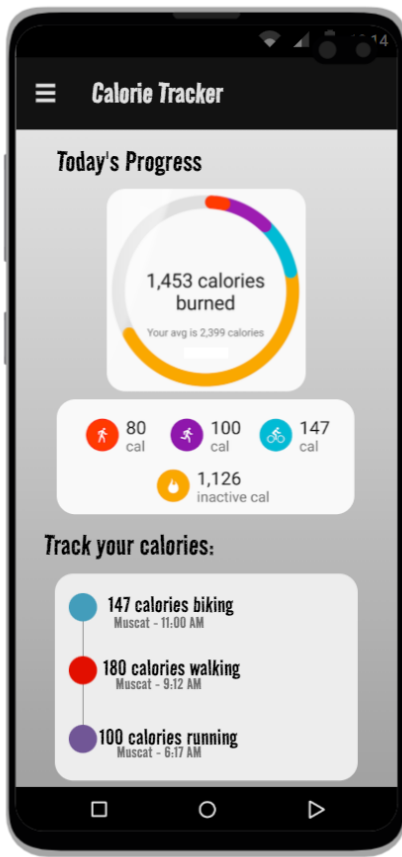 14
Calorie Tracker
Today's Progress
1,453 calories
burned
Your avg is 2,399 calories
80
cal
100
cal
147
cal
1,126
inactive cal
Track your calories:
147 calories biking
Muscat - 11:00 AM
180 calories walking
Muscat - 9:12 AM
100 calories running
Muscat - 6:17 AM